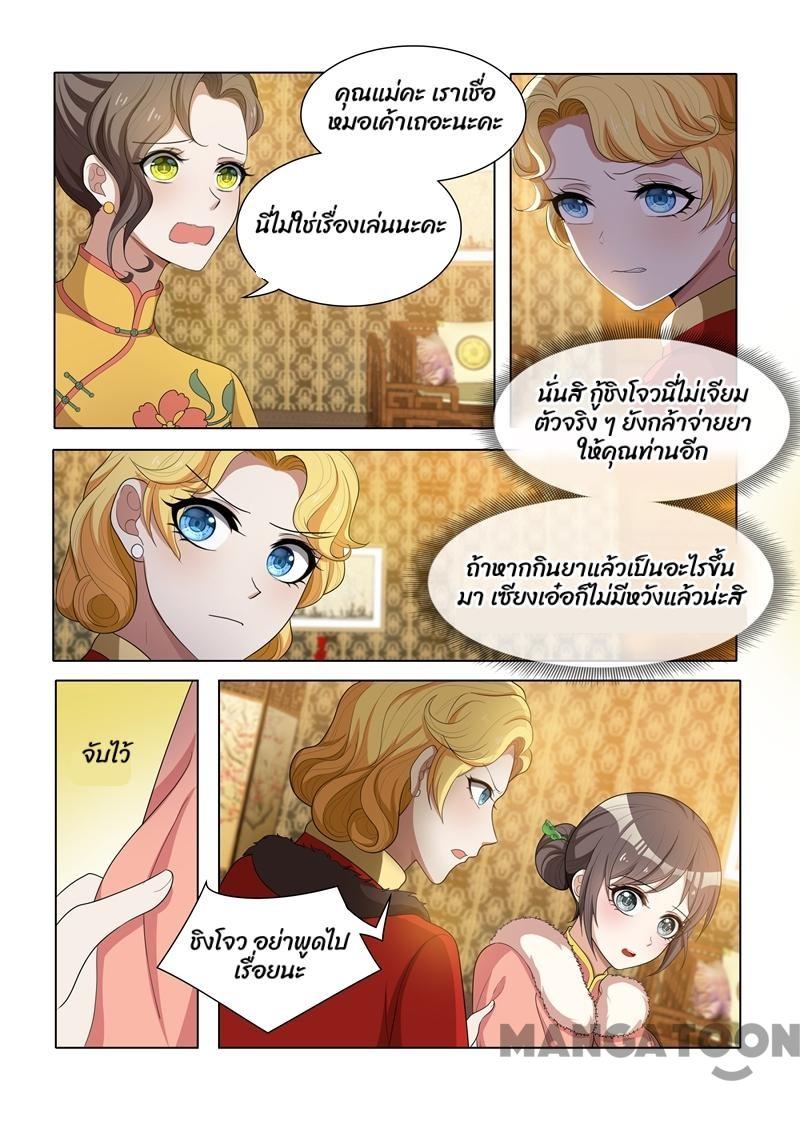 คุณแม่คะ เราเชื่อ
หมอเค้าเถอะนะคะ
นี่ไม่ใช่เรื่องเล่นนะคะ
นั่นสิ กู้ชิงโจวนี่ไม่เจียม
ตัวจริง ๆ ยังกล้าจ่ายยา
ให้คุณท่านอีก
ถ้าหากกินยาแล้วเป็นอะไรขึ้น
มา เซียงเอ๋อก็ไม่มีหวังแล้วน่ะสิ
จับไว้
ชิงโจว อย่าพูดไป
เรื่อยนะ
MANGATOON